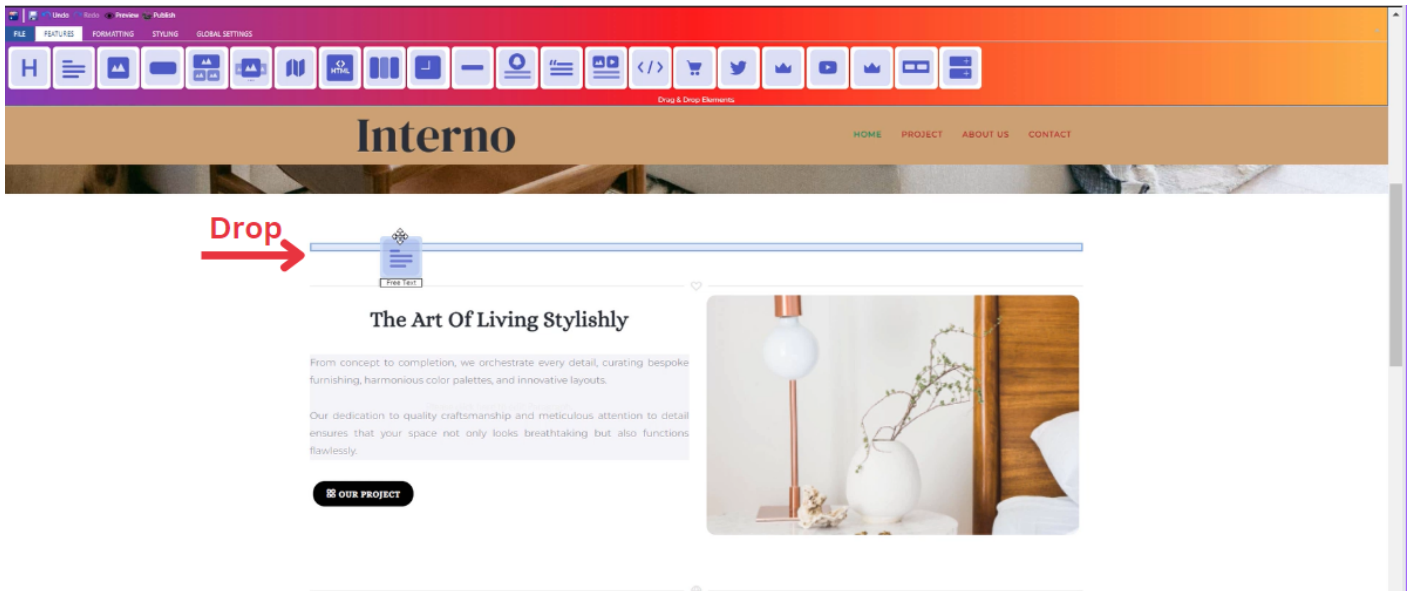 Undo Redo Preview Publish
FILE FEATURES FORMATTING STYLING GLOBAL SETTINGS
H HTML
Drag & Drop Elements
Interno
HOME PROJECT ABOUT US CONTACT
Drop
Free Text
The Art Of Living Stylishly
From concept to completion, we orchestrate every detail, curating bespoke
furnishing, harmonious color palettes, and innovative layouts.
Our dedication to quality craftsmanship and meticulous attention to detail
ensures that your space not only looks breathtaking but also functions
flawlessly.
OUR PROJECT